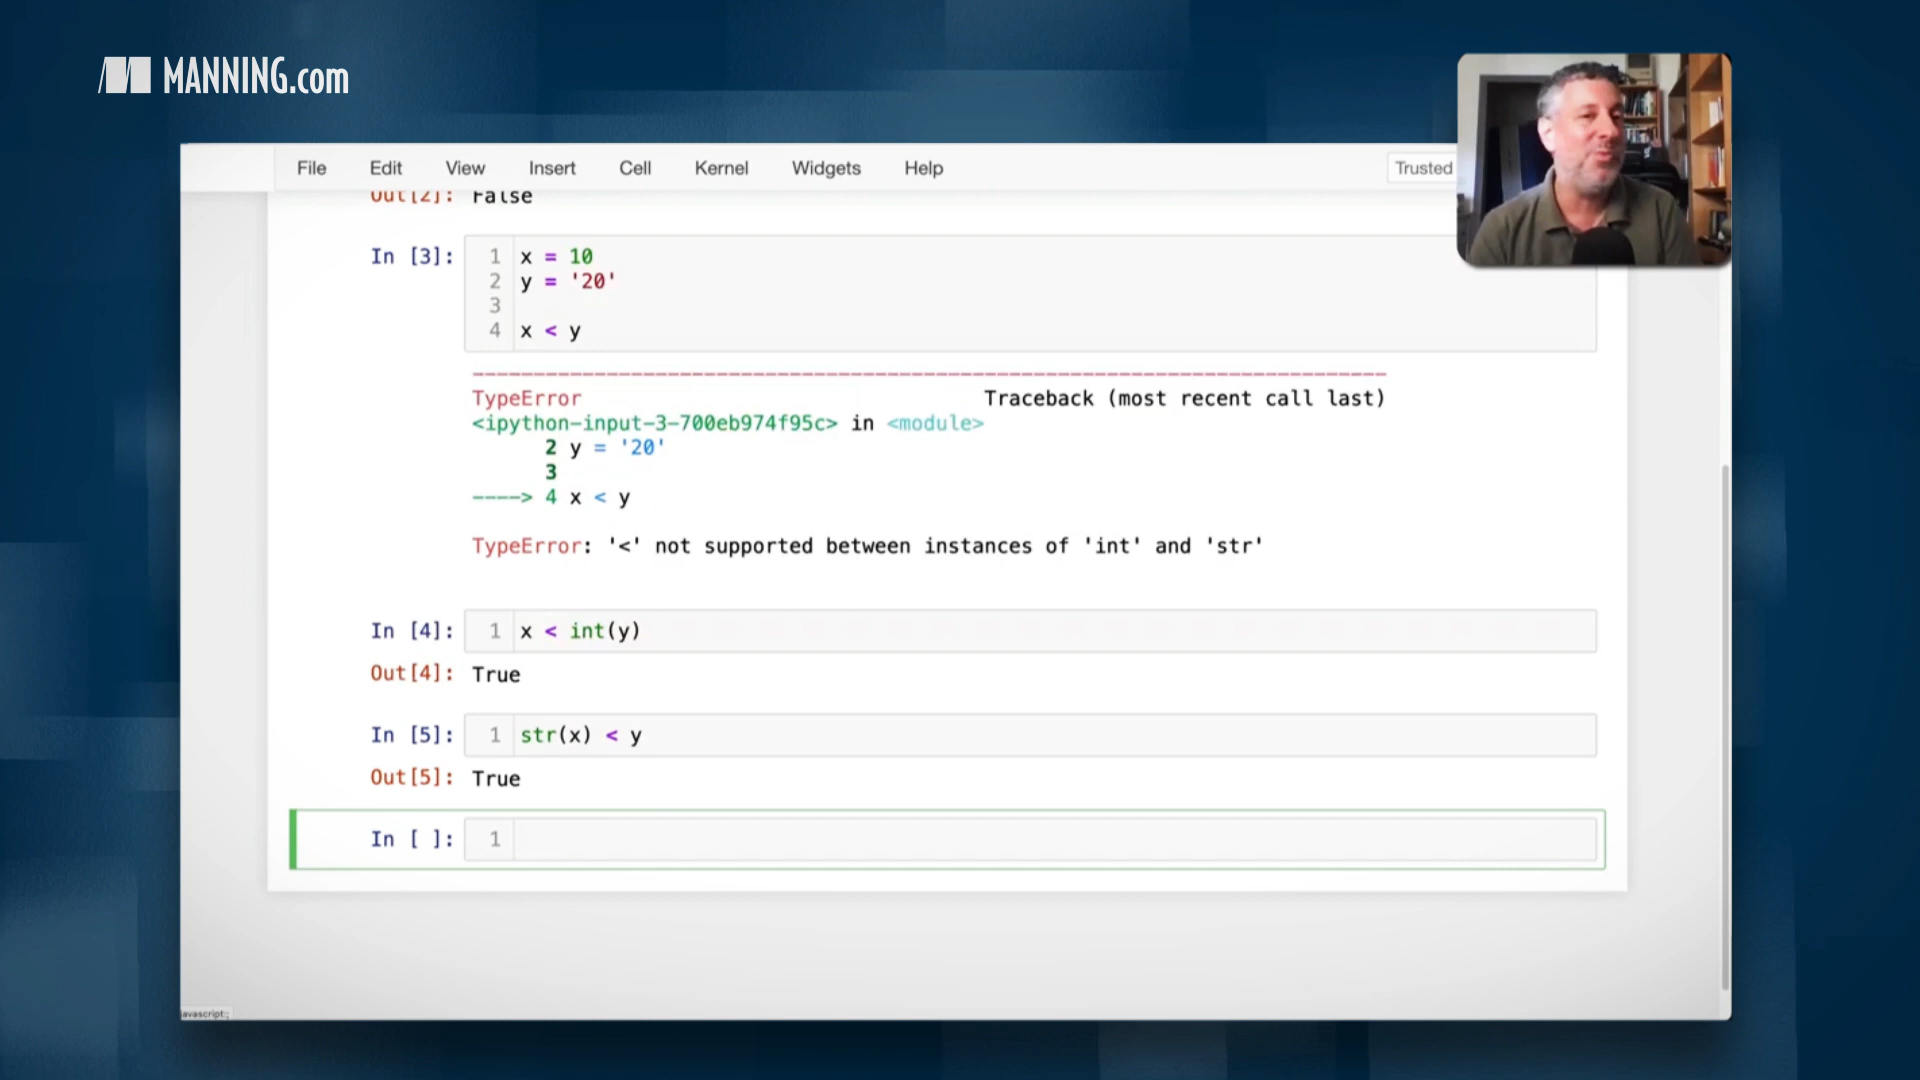 MANNING.com
File Edit View Insert Cell Kernel Widgets Help Trusted
Out[2]: False
In [3]: 1 x = 10
2 y = '20'
3
4 x < y
---------------------------------------------------------------------------
TypeError Traceback (most recent call last)
<ipython-input-3-700eb974f95c> in <module>
2 y = '20'
3
----> 4 x < y
TypeError: '<' not supported between instances of 'int' and 'str'
In [4]: 1 x < int(y)
Out[4]: True
In [5]: 1 str(x) < y
Out[5]: True
In [ ]: 1
avascript:;